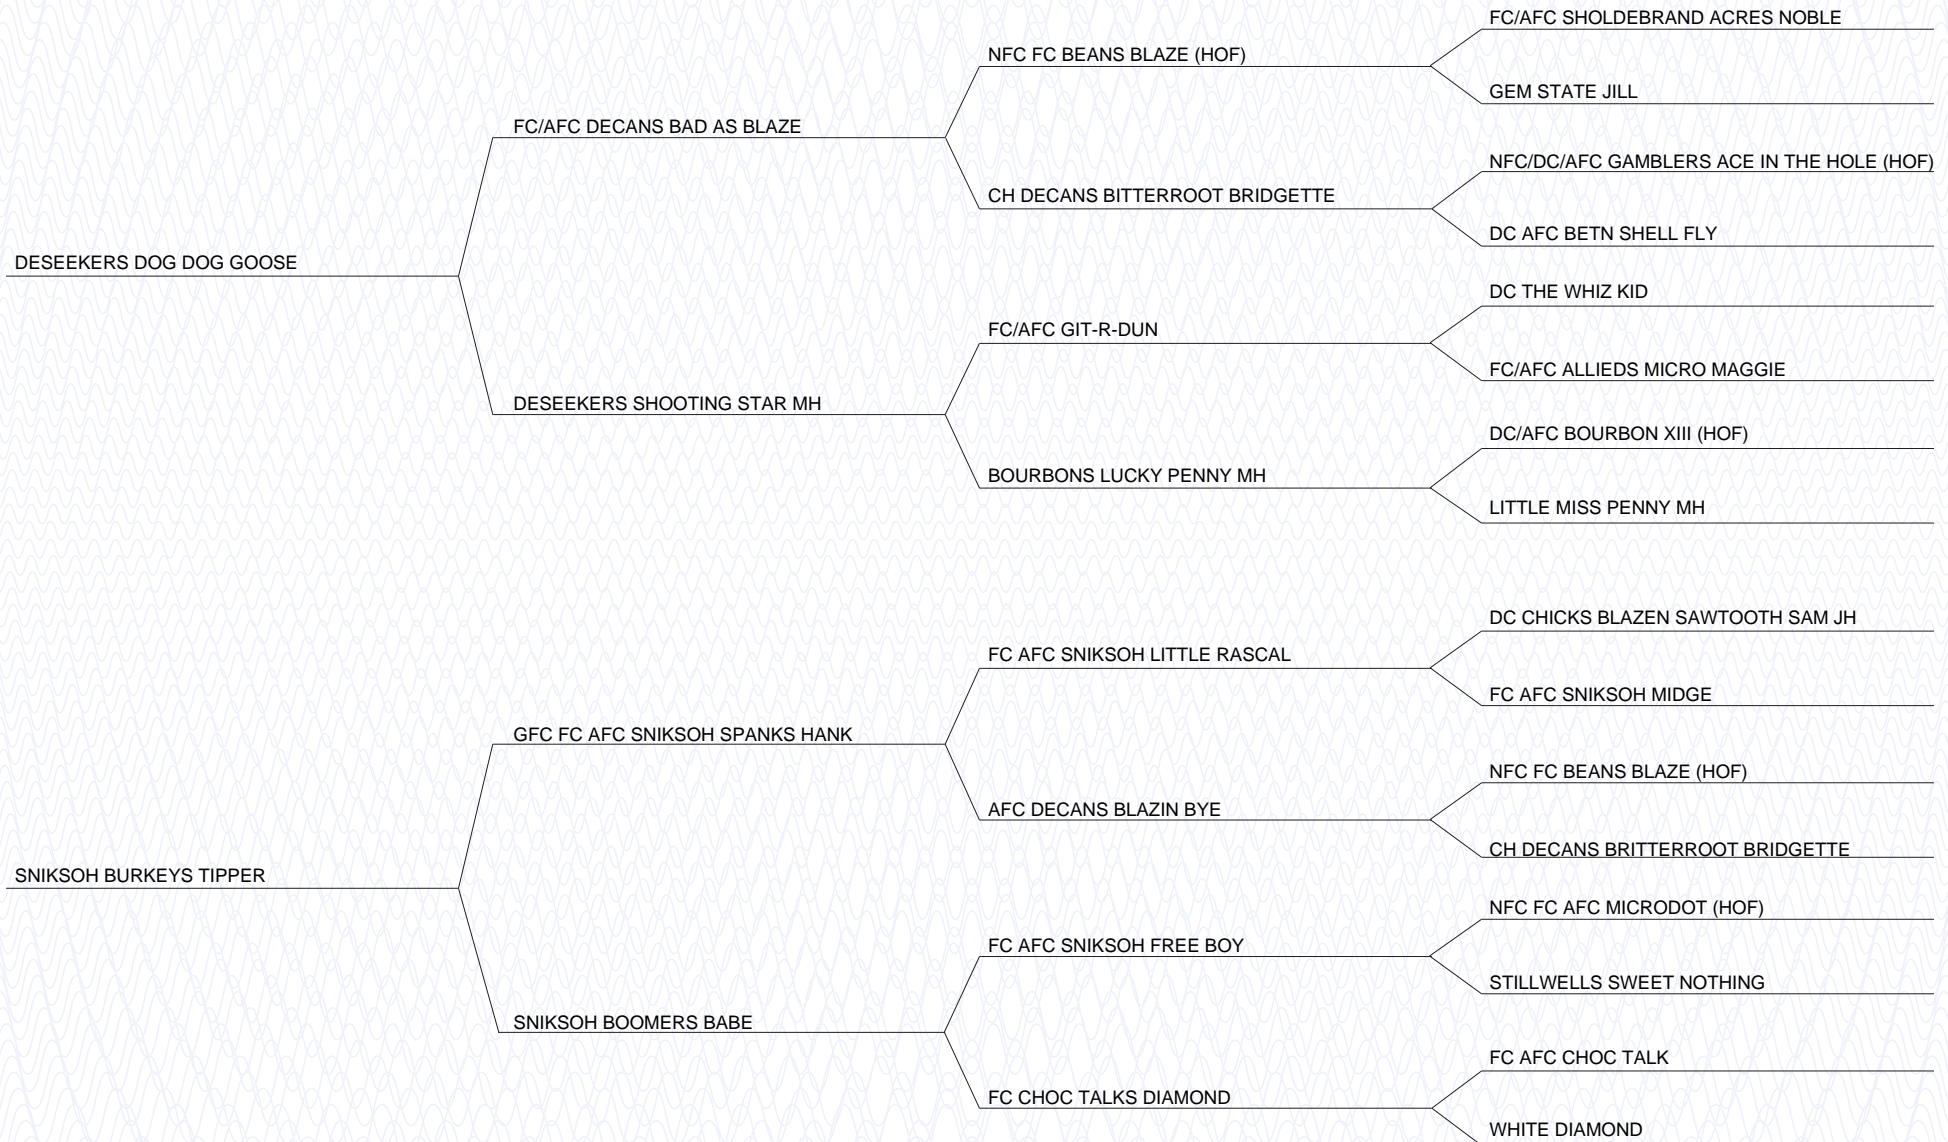 FC/AFC SHOLDEBRAND ACRES NOBLE
NFC FC BEANS BLAZE (HOF)
GEM STATE JILL
FC/AFC DECANS BAD AS BLAZE
NFC/DC/AFC GAMBLERS ACE IN THE HOLE (HOF)
CH DECANS BITTERROOT BRIDGETTE
DC AFC BETN SHELL FLY
DESEEKERS DOG DOG GOOSE
DC THE WHIZ KID
FC/AFC GIT-R-DUN
FC/AFC ALLIEDS MICRO MAGGIE
DESEEKERS SHOOTING STAR MH
DC/AFC BOURBON XIII (HOF)
BOURBONS LUCKY PENNY MH
LITTLE MISS PENNY MH
DC CHICKS BLAZEN SAWTOOTH SAM JH
FC AFC SNIKSOH LITTLE RASCAL
FC AFC SNIKSOH MIDGE
GFC FC AFC SNIKSOH SPANKS HANK
NFC FC BEANS BLAZE (HOF)
AFC DECANS BLAZIN BYE
CH DECANS BRITTERROOT BRIDGETTE
SNIKSOH BURKEYS TIPPER
NFC FC AFC MICRODOT (HOF)
FC AFC SNIKSOH FREE BOY
STILLWELLS SWEET NOTHING
SNIKSOH BOOMERS BABE
FC AFC CHOC TALK
FC CHOC TALKS DIAMOND
WHITE DIAMOND